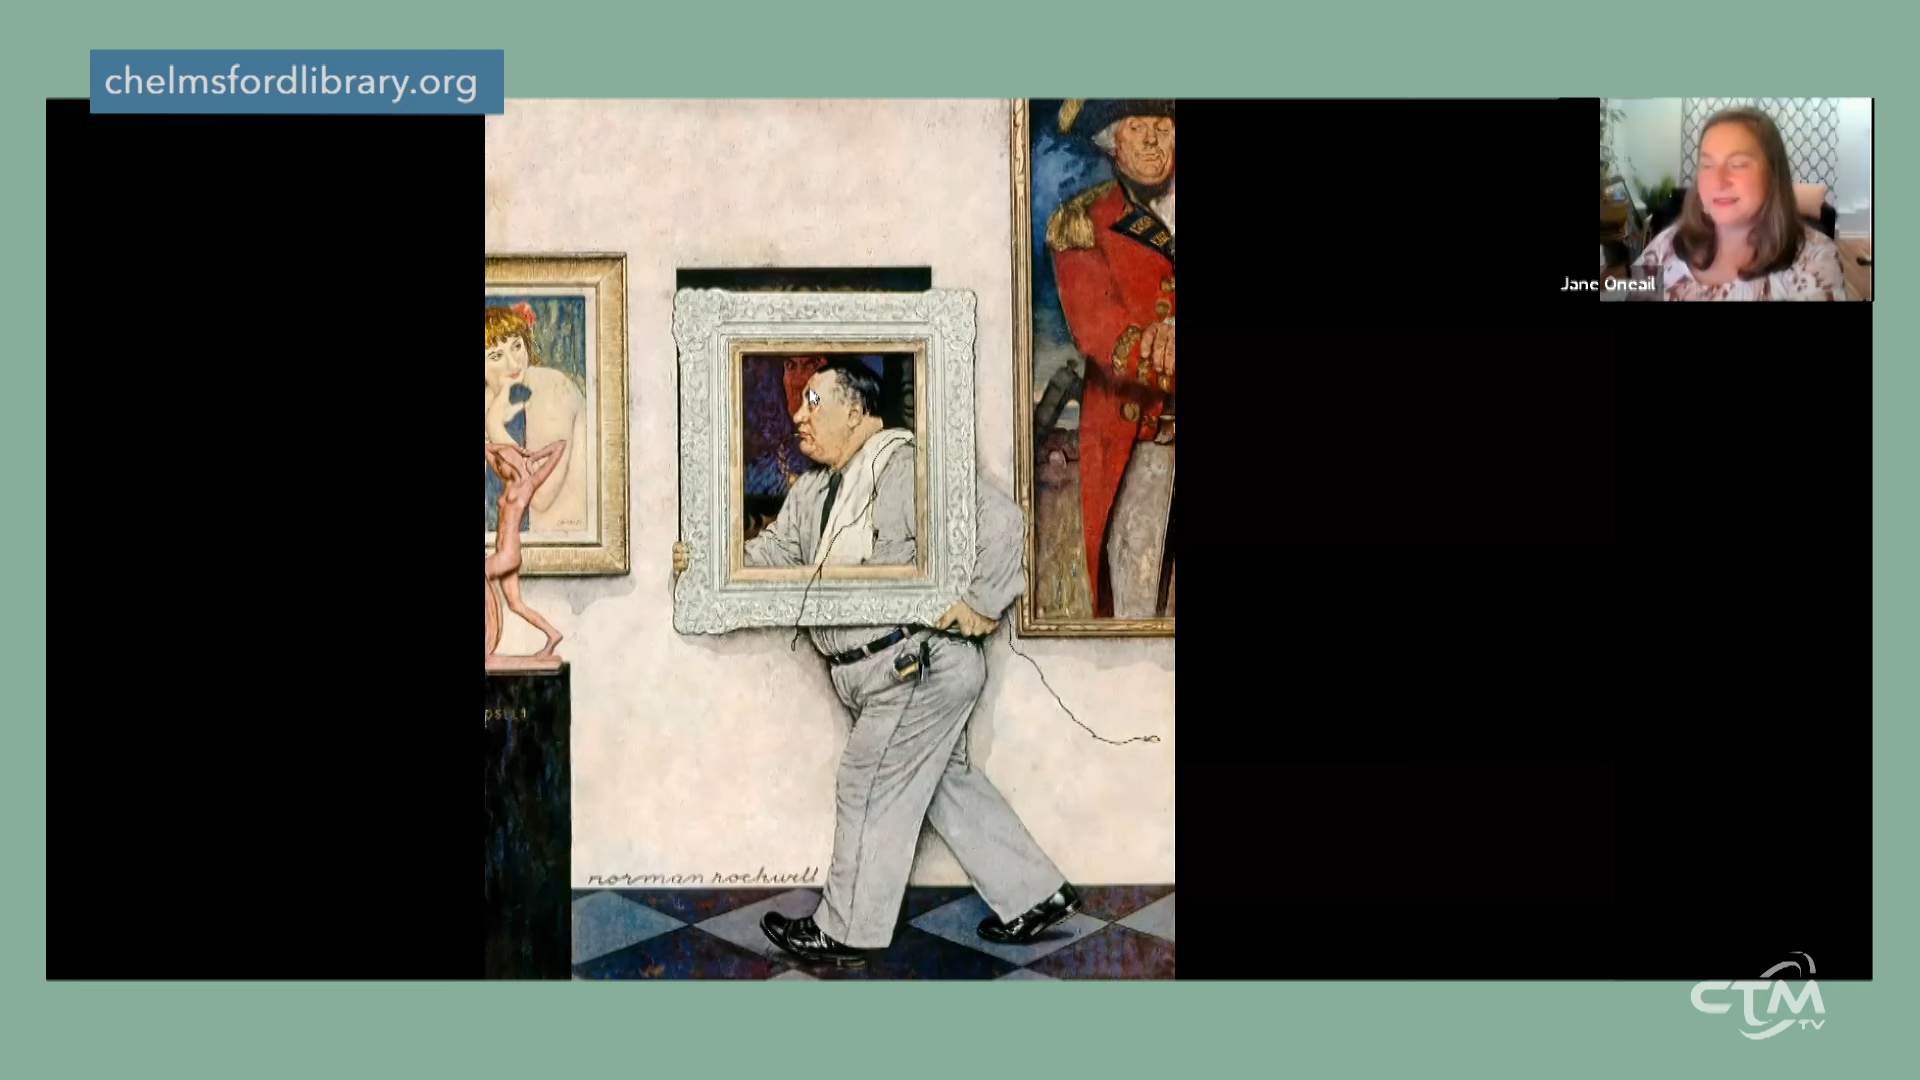 chelmsfordlibrary.org
Jane Oneail
norman rockwell
CTM
TV